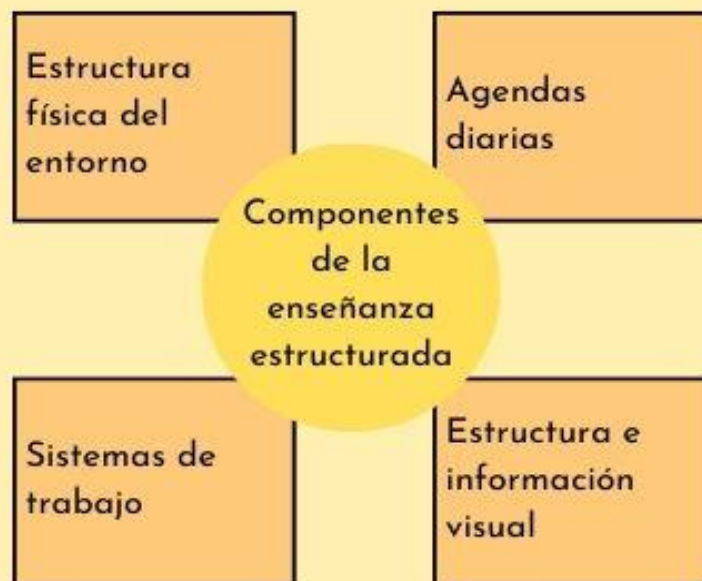 Estructura
física del
entorno
Agendas
diarias
Componentes
de la
enseñanza
estructurada
Sistemas de
trabajo
Estructura e
información
visual